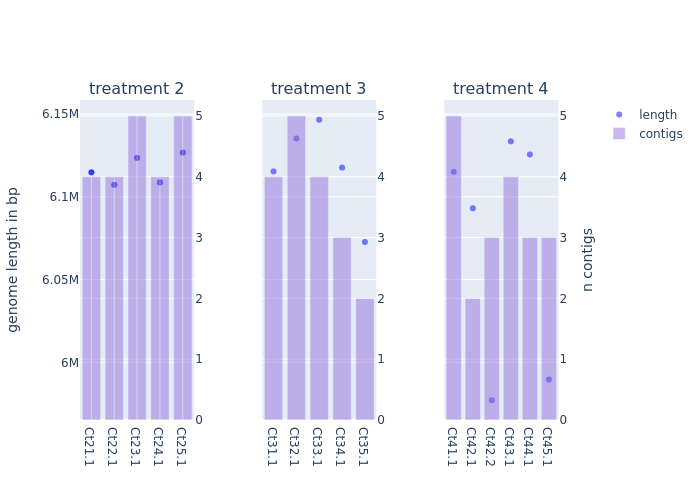 treatment 2
treatment 3
treatment 4
length
contigs
genome length in bp
6.15M
6.1M
6.05M
6M
5
4
3
2
1
0
5
4
3
2
1
0
5
4
3
2
1
0
n contigs
Ct21.1
Ct22.1
Ct23.1
Ct24.1
Ct25.1
Ct31.1
Ct32.1
Ct33.1
Ct34.1
Ct35.1
Ct41.1
Ct42.1
Ct42.2
Ct43.1
Ct44.1
Ct45.1